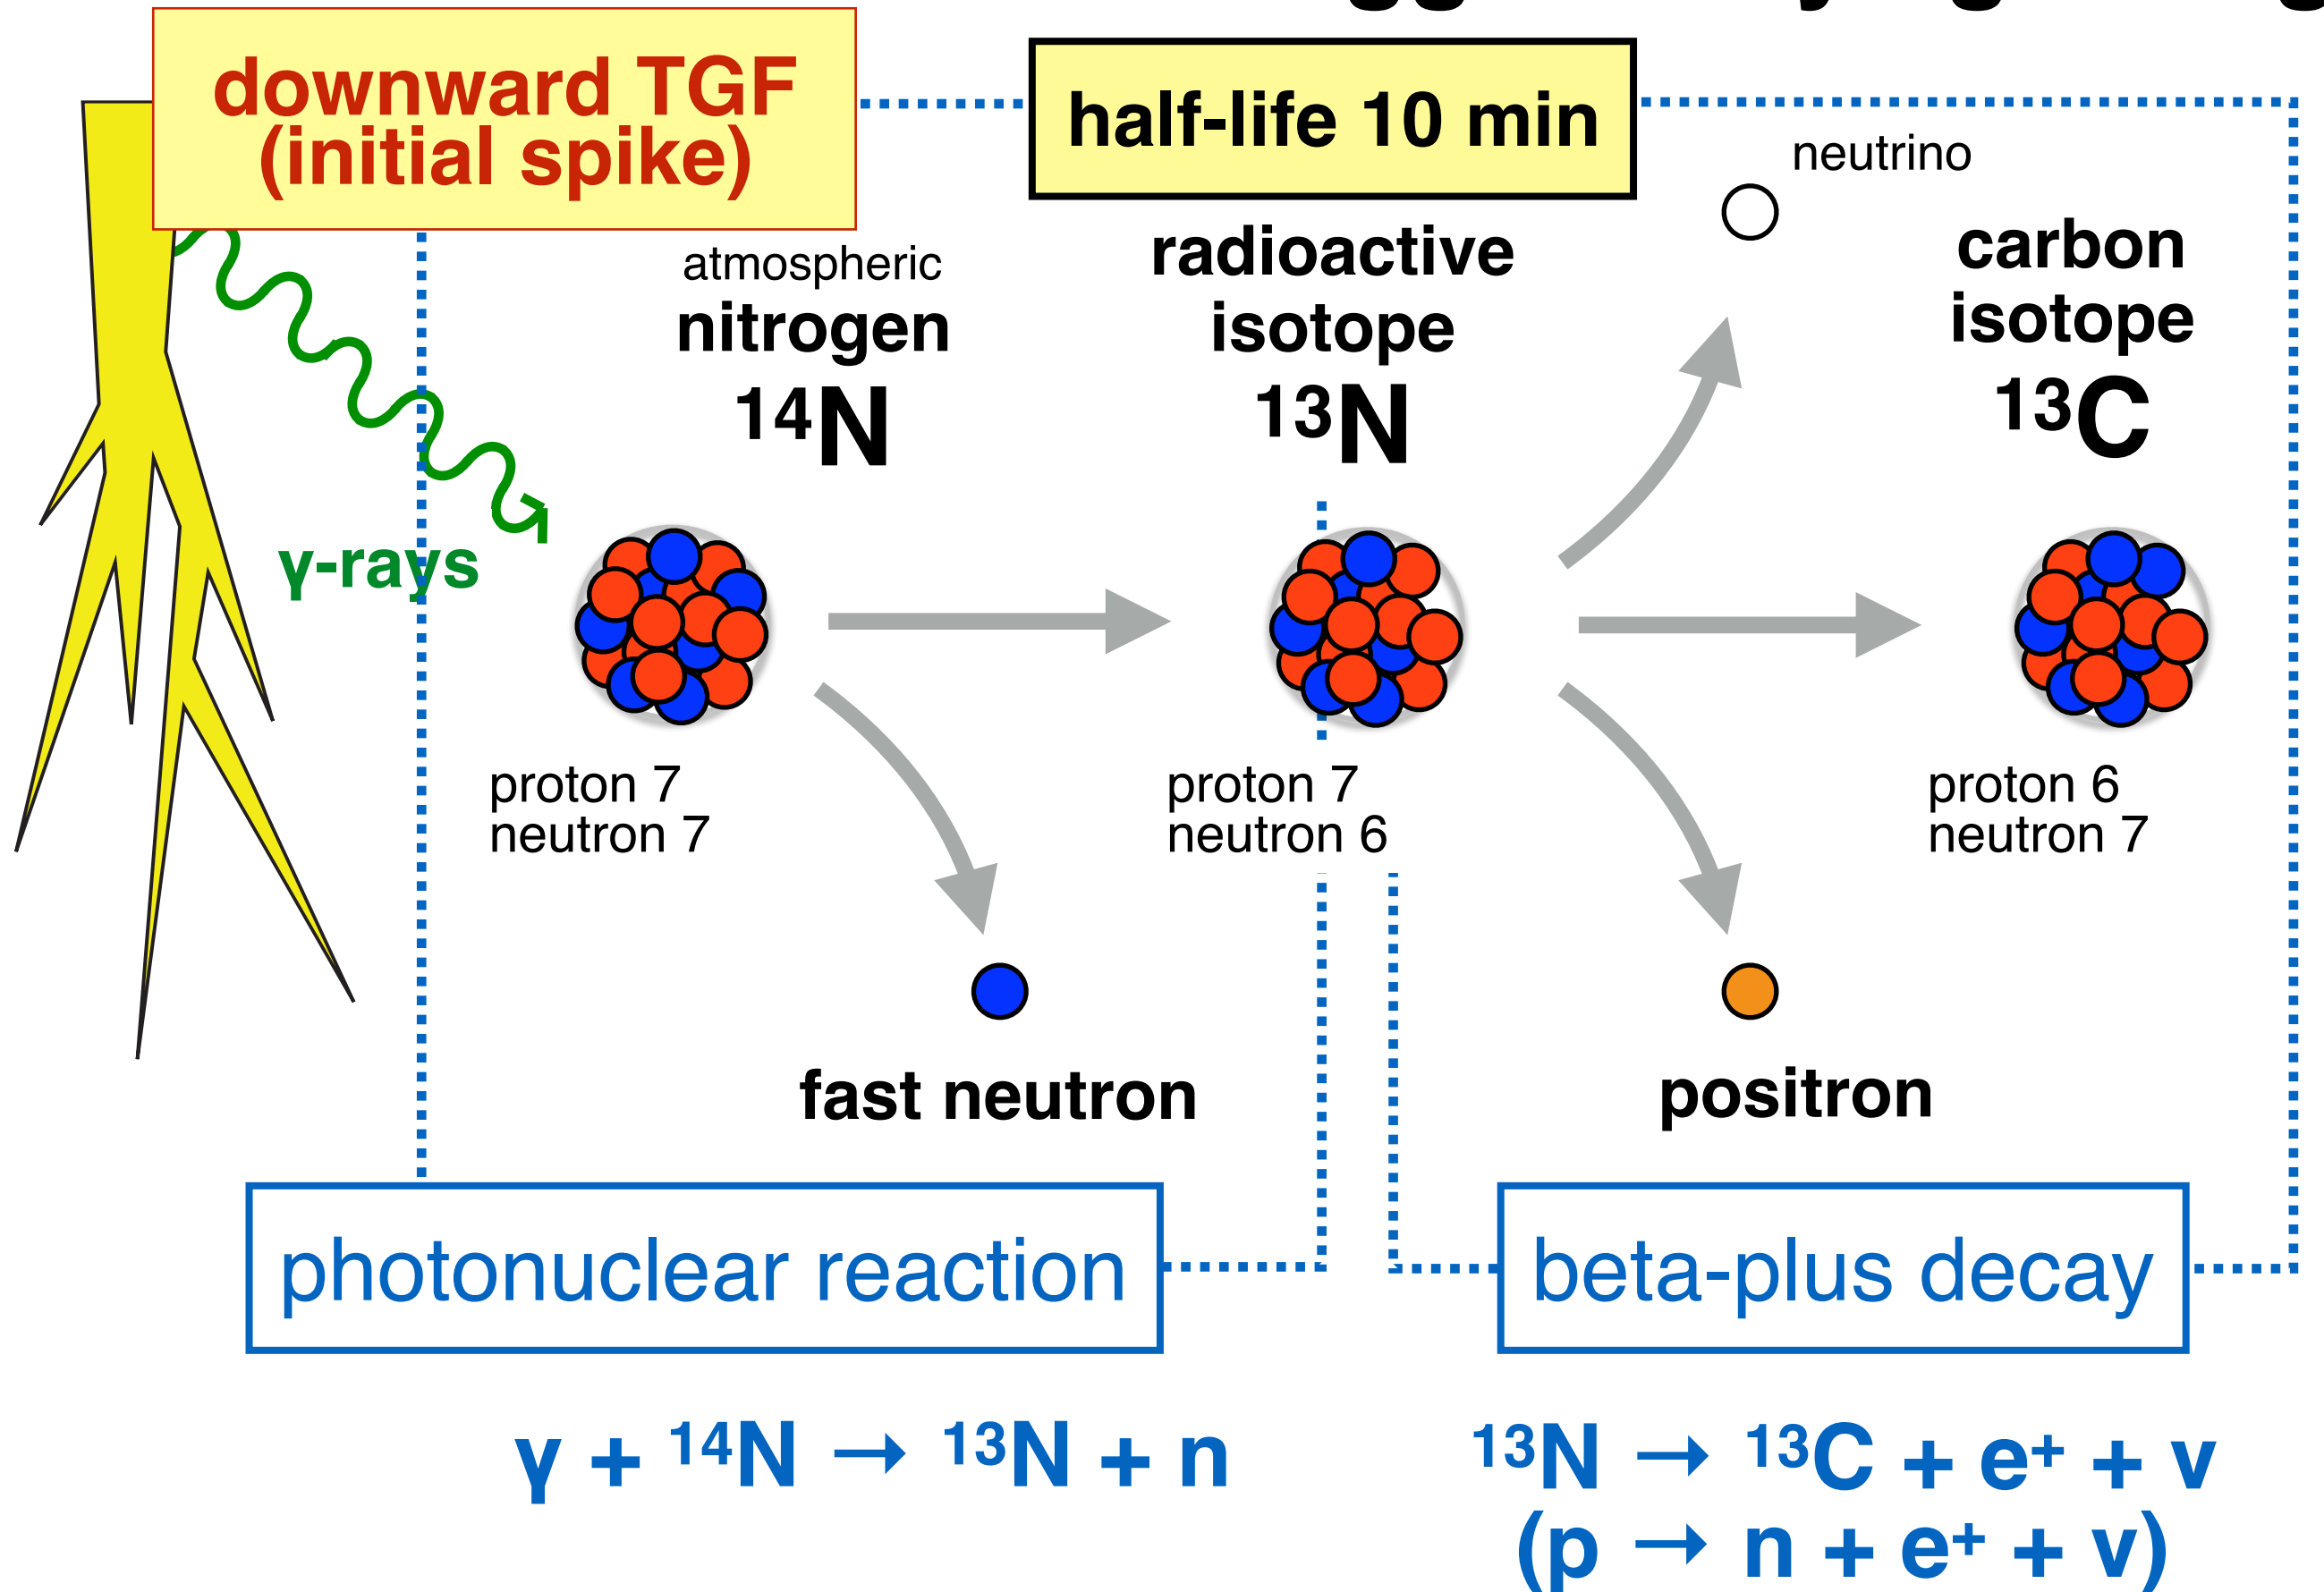 downward TGF
(initial spike)
half-life 10 min
neutrino
atmospheric
nitrogen
¹⁴N
radioactive
isotope
¹³N
carbon
isotope
¹³C
γ-rays
proton 7
neutron 7
proton 7
neutron 6
proton 6
neutron 7
fast neutron
positron
photonuclear reaction
beta-plus decay
γ + ¹⁴N → ¹³N + n
¹³N → ¹³C + e⁺ + ν
(p → n + e⁺ + ν)